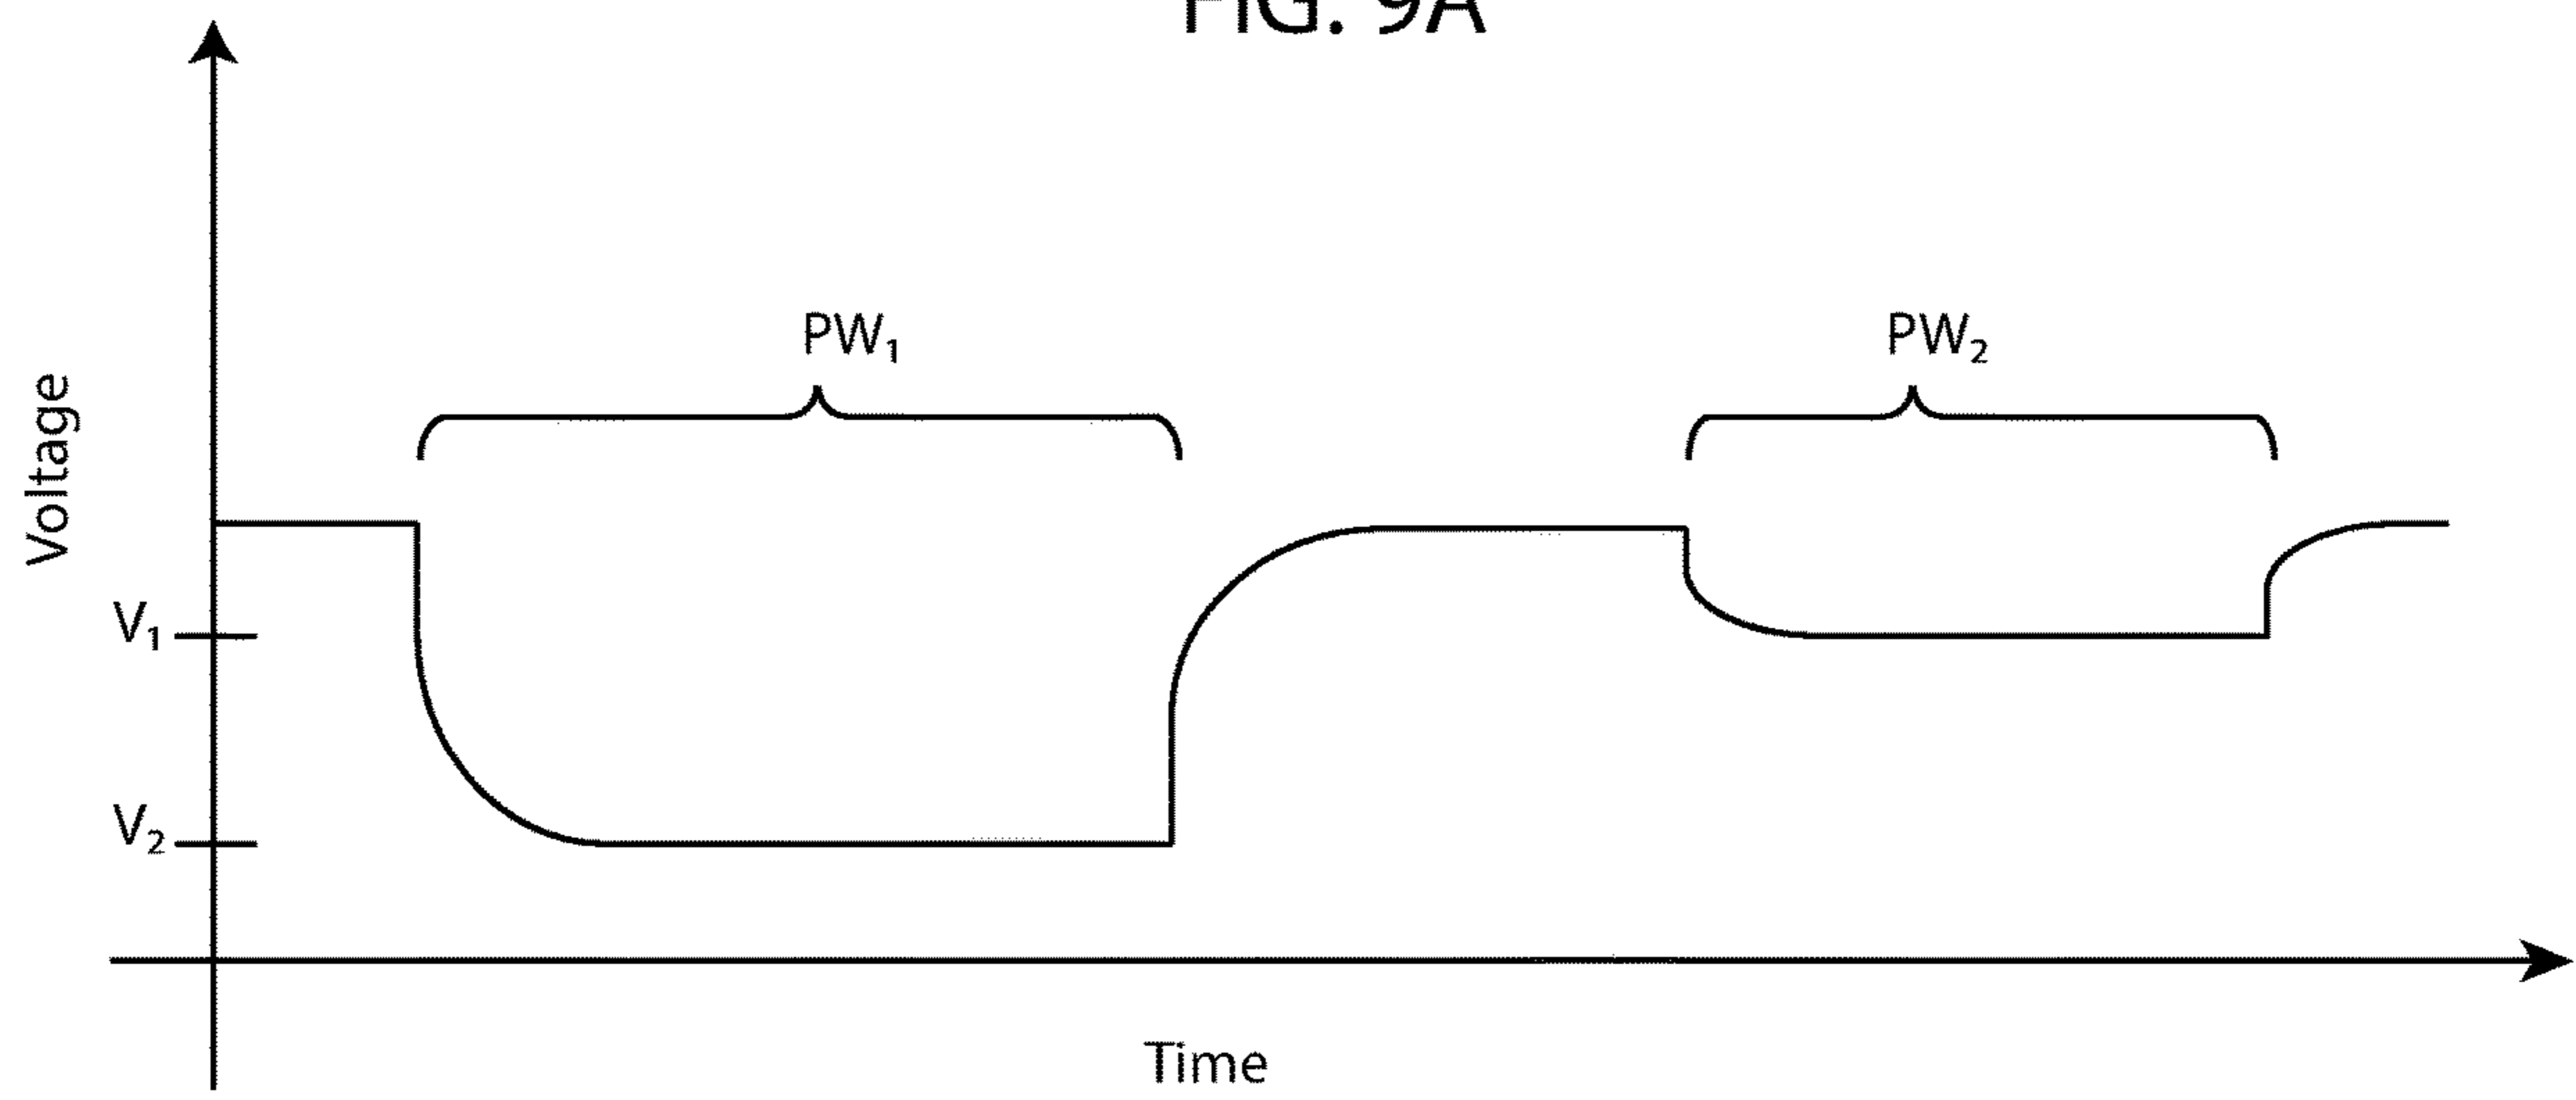 FIG. 9A
PW₁
PW₂
Voltage
V₁
V₂
Time